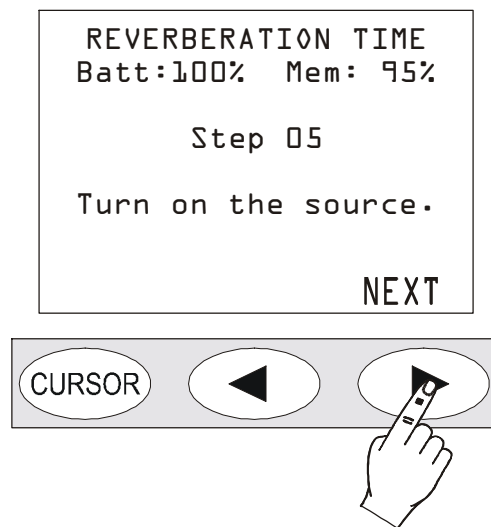 REVERBERATION TIME
Batt:100% Mem: 95%
Step 05
Turn on the source.
NEXT
CURSOR